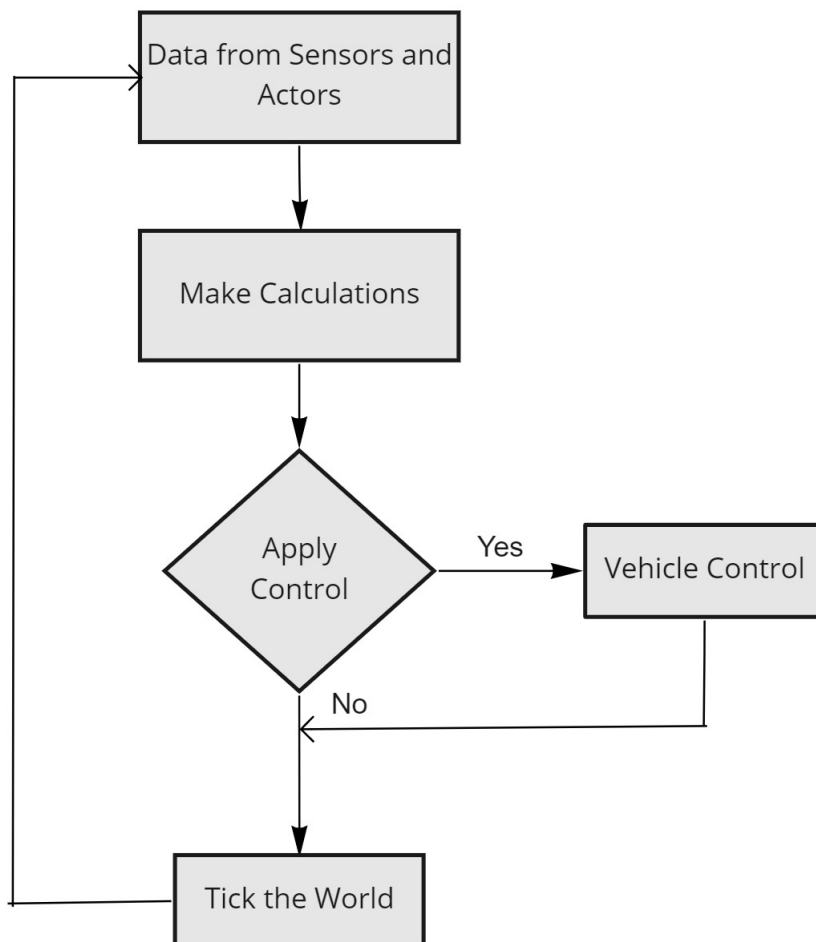 Data from Sensors and
Actors
Make Calculations
Apply
Control
Yes
Vehicle Control
No
Tick the World